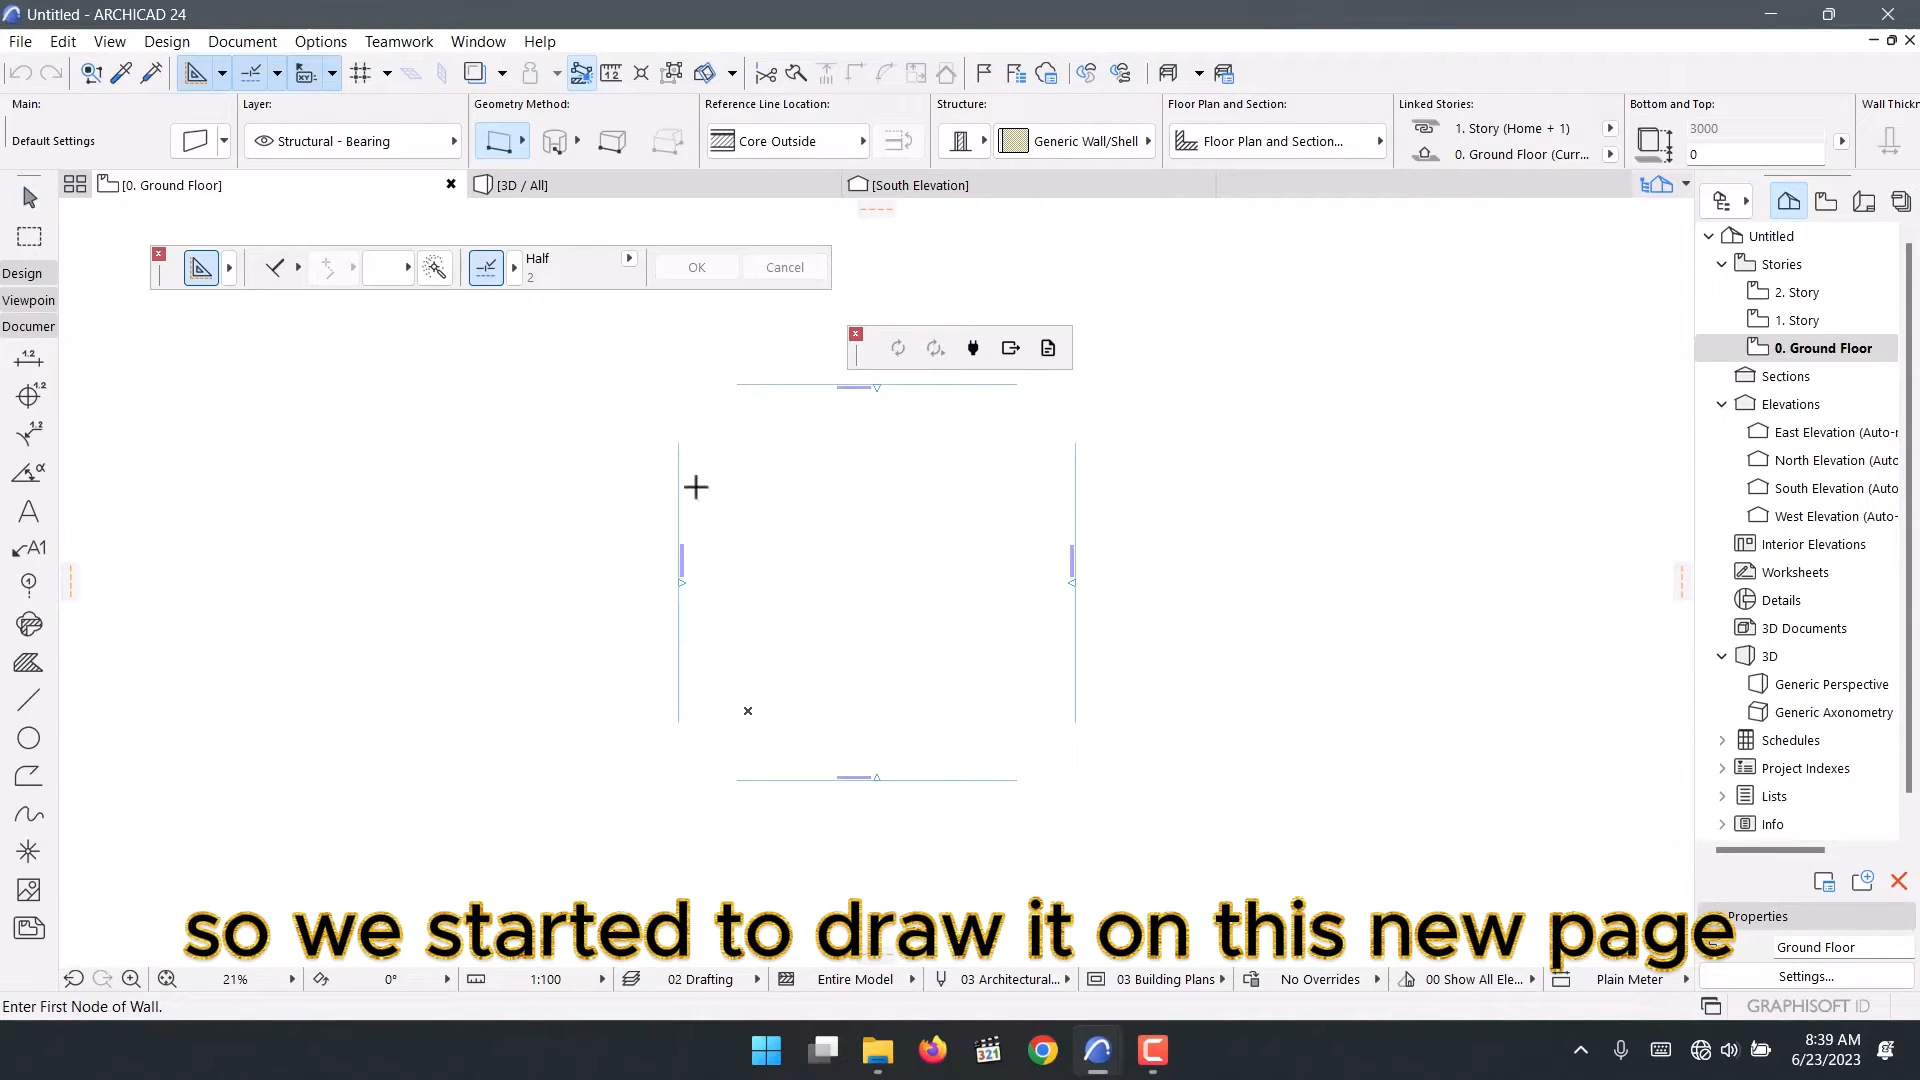 Untitled - ARCHICAD 24
File Edit View Design Document Options Teamwork Window Help
Main: Layer: Geometry Method: Reference Line Location: Structure: Floor Plan and Section: Linked Stories: Bottom and Top: Wall Thickn
Default Settings Structural - Bearing Core Outside Generic Wall/Shell Floor Plan and Section... 1. Story (Home + 1) 3000
0. Ground Floor (Curr... 0
[0. Ground Floor] [3D / All] [South Elevation]
Design
Viewpoin
Documen
Half
2
OK Cancel
Untitled
Stories
2. Story
1. Story
0. Ground Floor
Sections
Elevations
East Elevation (Auto-r
North Elevation (Auto
South Elevation (Auto
West Elevation (Auto-
Interior Elevations
Worksheets
Details
3D Documents
3D
Generic Perspective
Generic Axonometry
Schedules
Project Indexes
Lists
Info
so we started to draw it on this new page
Properties
Ground Floor
Settings...
21% 0° 1:100 02 Drafting Entire Model 03 Architectural... 03 Building Plans No Overrides 00 Show All Ele... Plain Meter
Enter First Node of Wall.
GRAPHISOFT ID
8:39 AM
6/23/2023